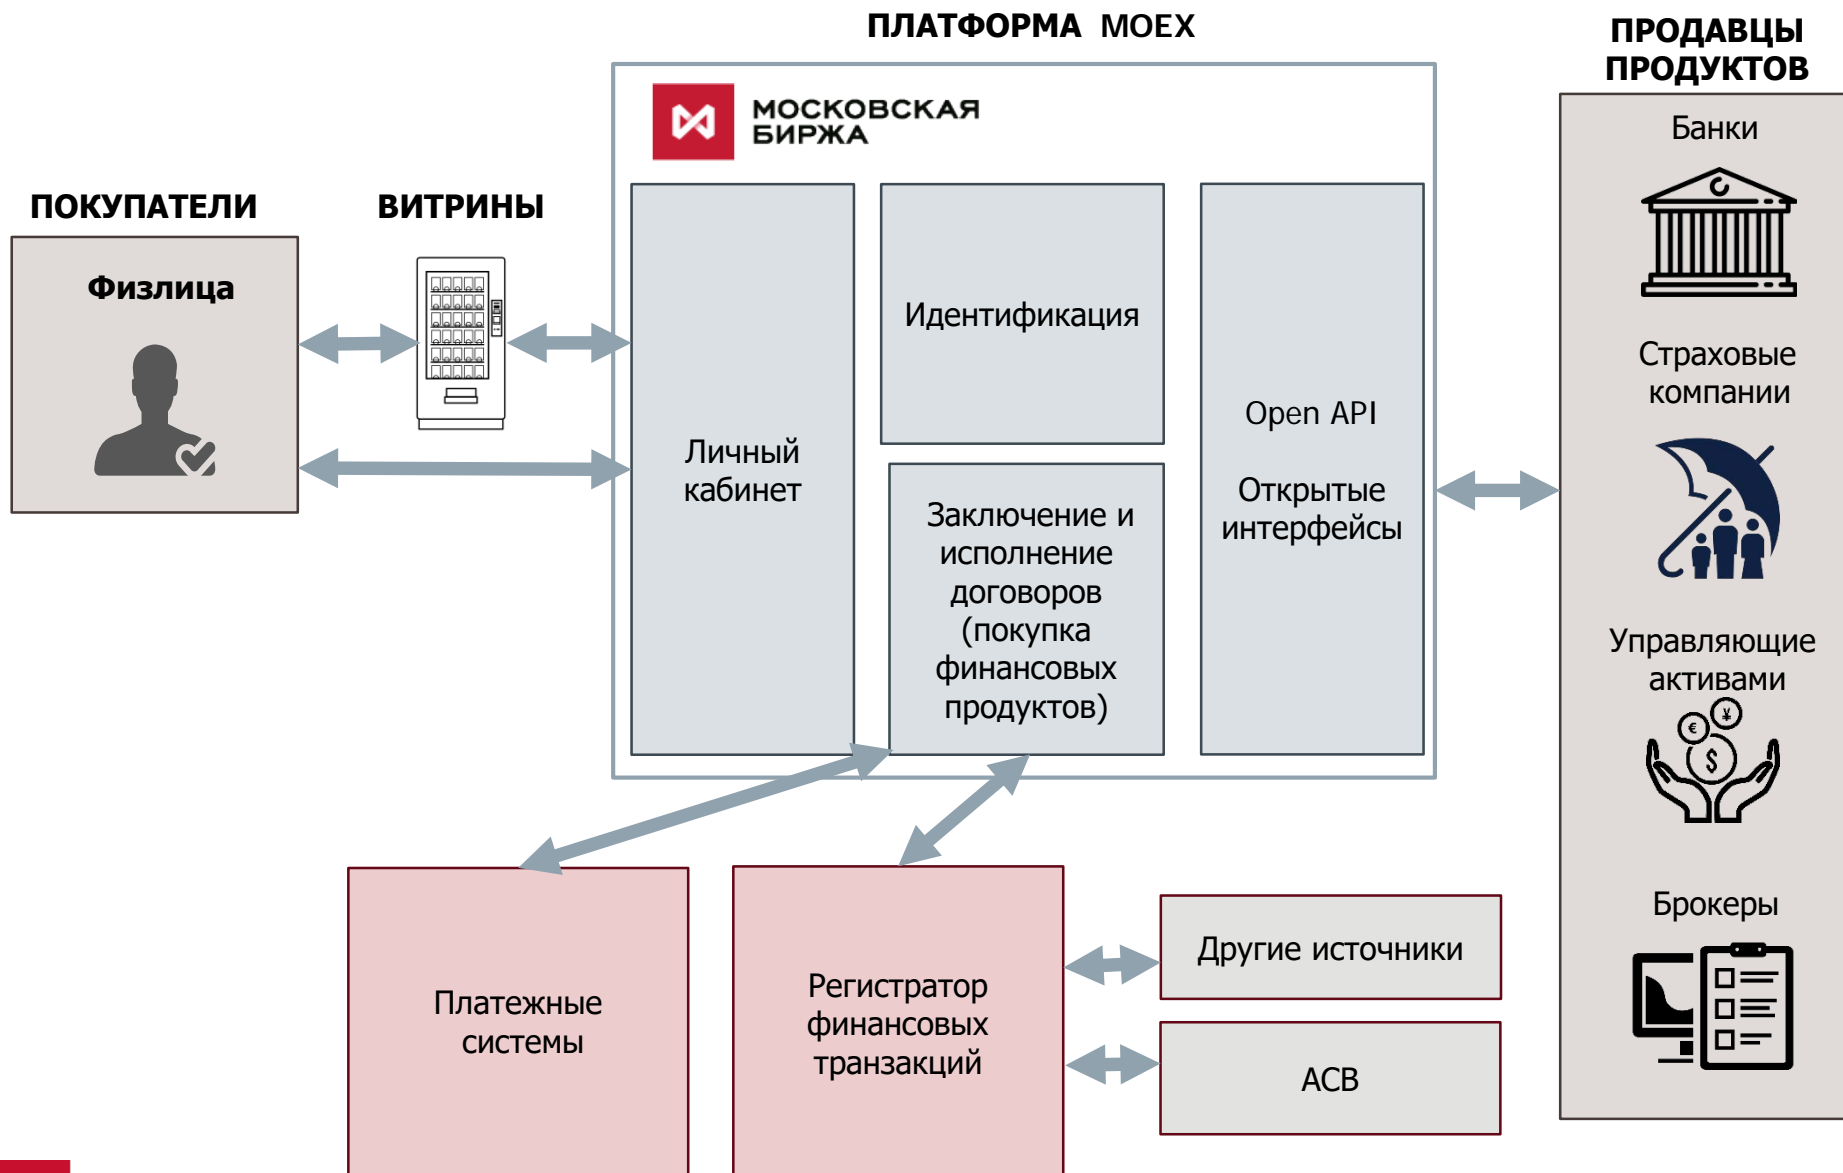 ПЛАТФОРМА MOEX
ПРОДАВЦЫ
ПРОДУКТОВ
МОСКОВСКАЯ
БИРЖА
ПОКУПАТЕЛИ
ВИТРИНЫ
Физлица
Личный
кабинет
Идентификация
Заключение и
исполнение
договоров
(покупка
финансовых
продуктов)
Open API
Открытые
интерфейсы
Банки
Страховые
компании
Управляющие
активами
€
¥
$
Брокеры
Платежные
системы
Регистратор
финансовых
транзакций
Другие источники
АСВ